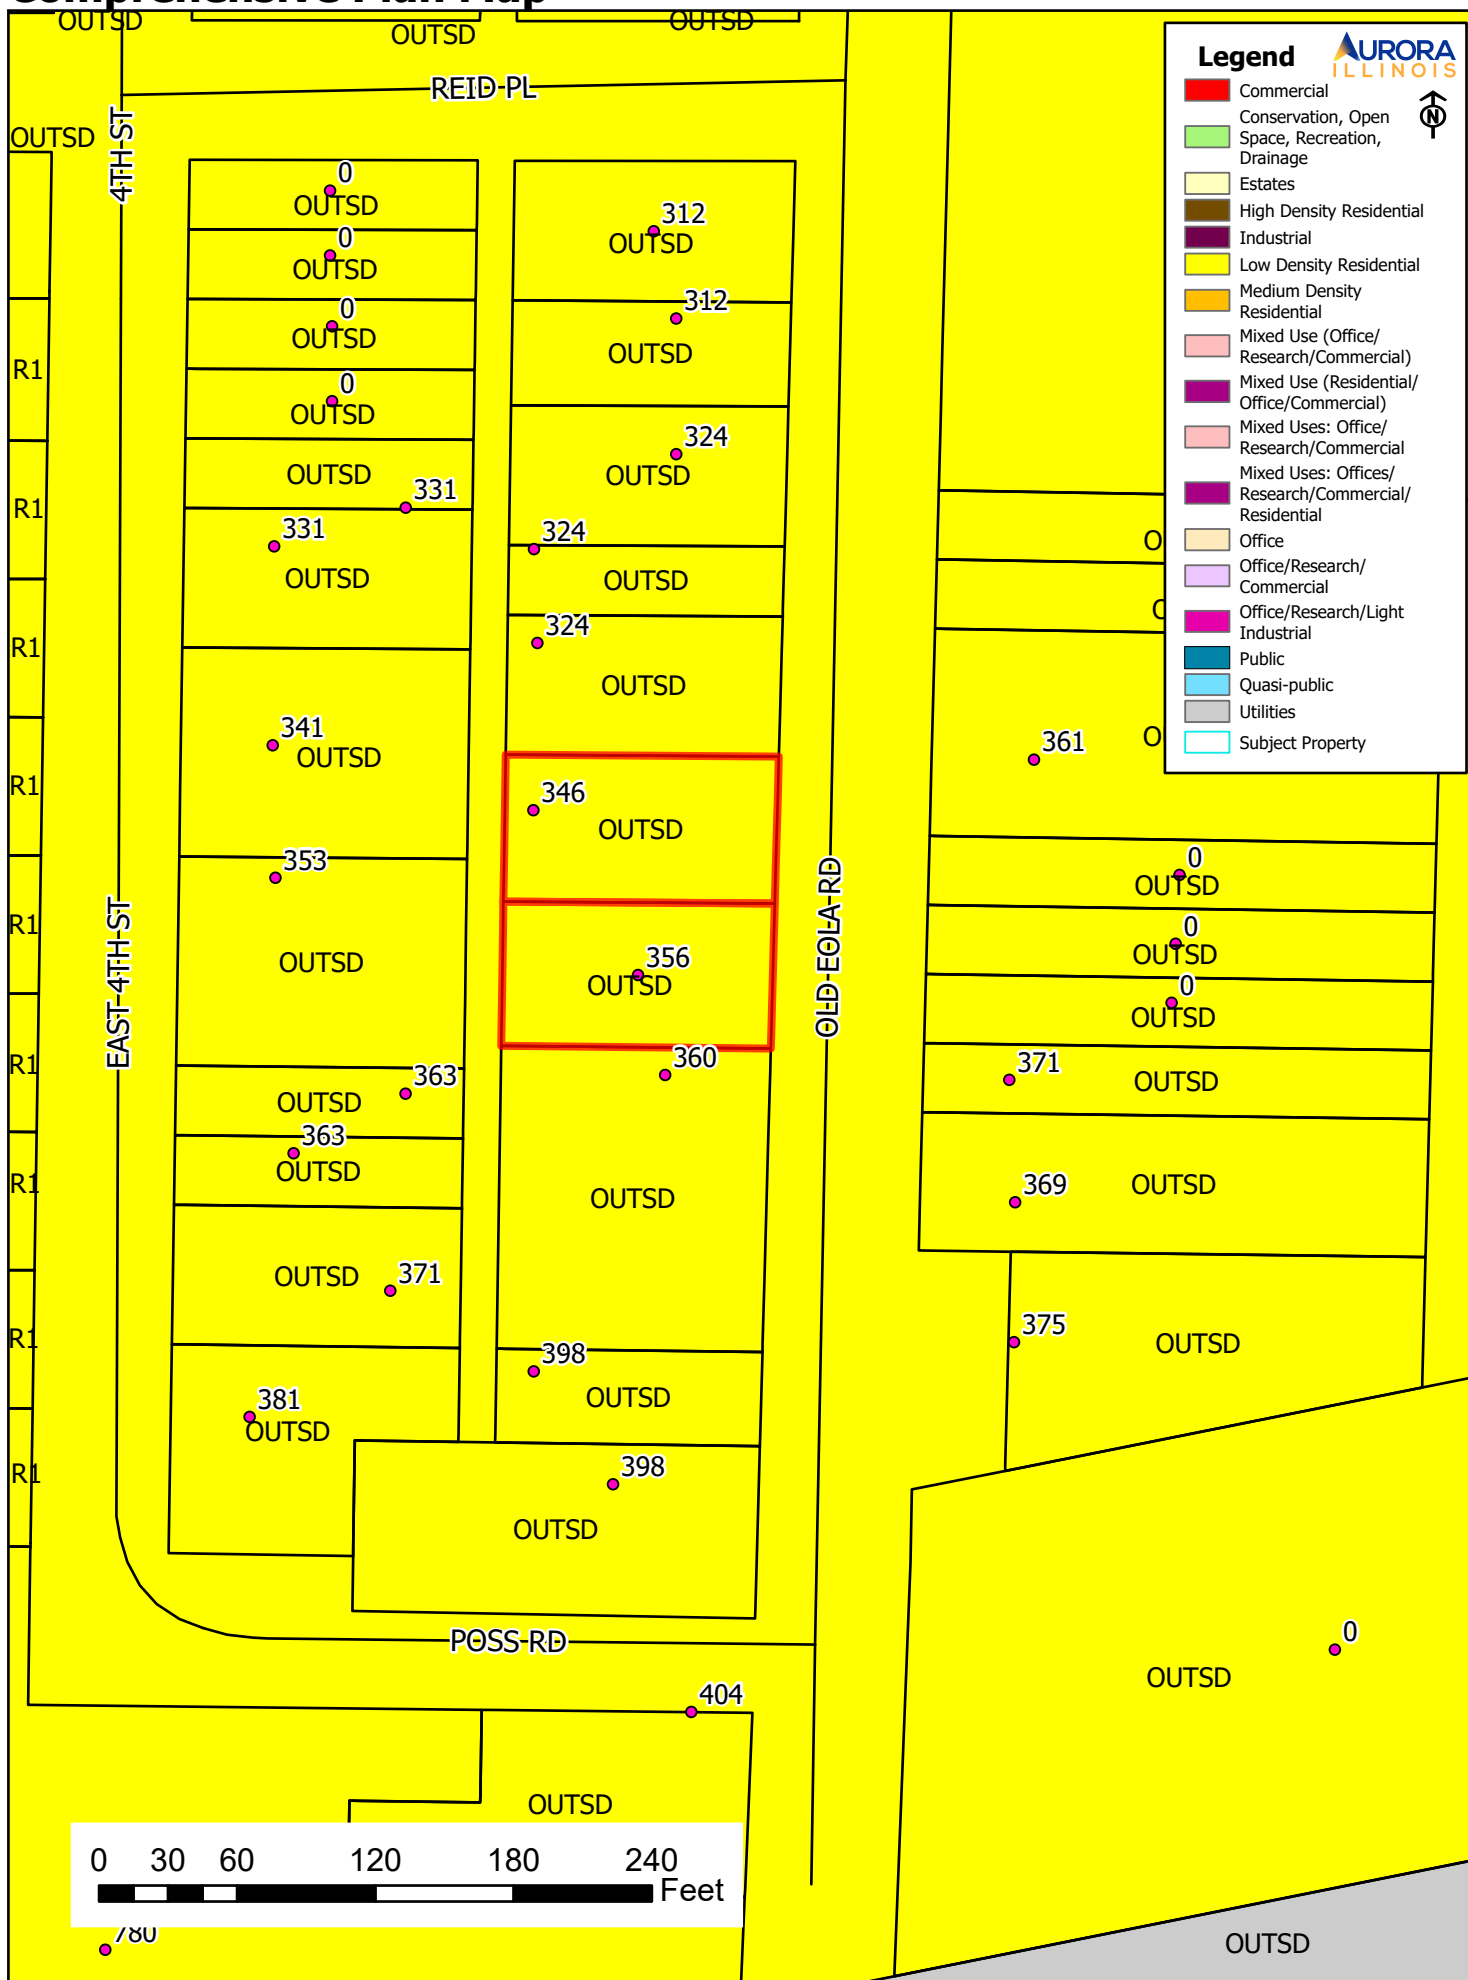 Comprehensive Plan Map
OUTSD
OUTSD
OUTSD
REID PL
OUTSD
4TH ST
Legend
AURORA
ILLINOIS
N
Commercial
Conservation, Open
Space, Recreation,
Drainage
Estates
High Density Residential
Industrial
Low Density Residential
Medium Density
Residential
Mixed Use (Office/
Research/Commercial)
Mixed Use (Residential/
Office/Commercial)
Mixed Uses: Office/
Research/Commercial
Mixed Uses: Offices/
Research/Commercial/
Residential
Office
Office/Research/
Commercial
Office/Research/Light
Industrial
Public
Quasi-public
Utilities
Subject Property
0
OUTSD
0
OUTSD
0
OUTSD
0
OUTSD
OUTSD
331
331
OUTSD
341
OUTSD
353
OUTSD
363
OUTSD
363
OUTSD
OUTSD
371
381
OUTSD
312
OUTSD
312
OUTSD
324
OUTSD
324
OUTSD
324
OUTSD
346
OUTSD
356
OUTSD
360
OUTSD
398
OUTSD
398
OUTSD
R1
R1
R1
R1
R1
R1
R1
R1
R1
EAST 4TH ST
OLD EOLA RD
O
O
361
0
OUTSD
0
OUTSD
0
OUTSD
371
OUTSD
369
OUTSD
375
OUTSD
POSS RD
0
OUTSD
404
OUTSD
0 30 60 120 180 240
Feet
780
OUTSD